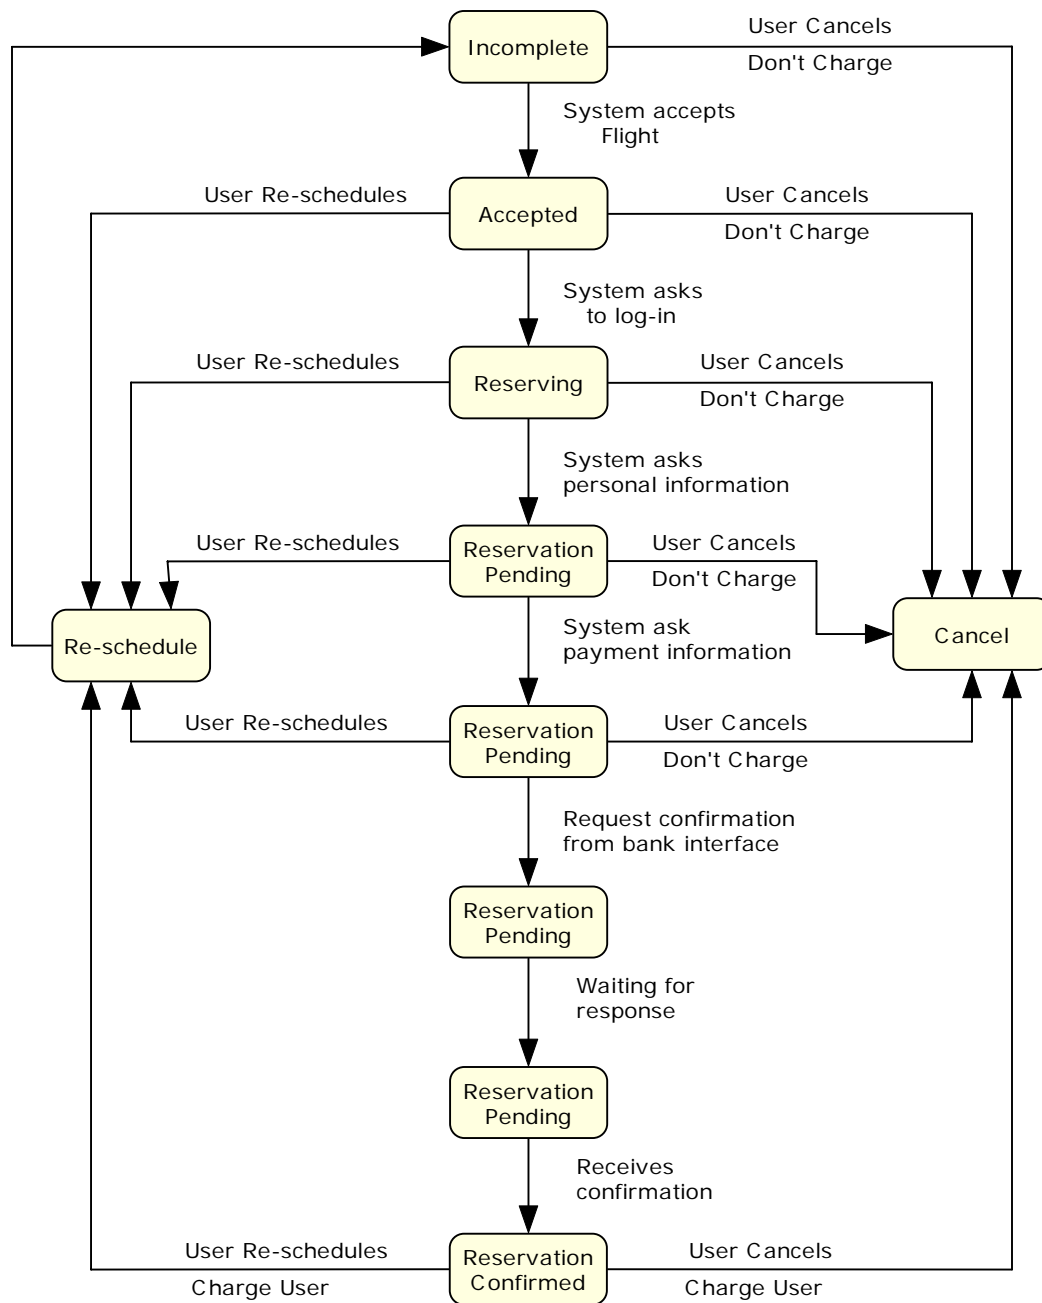 Incomplete
User Cancels
Don't Charge
System accepts
Flight
User Re-schedules
Accepted
User Cancels
Don't Charge
System asks
to log-in
User Re-schedules
Reserving
User Cancels
Don't Charge
System asks
personal information
User Re-schedules
Reservation
Pending
User Cancels
Don't Charge
Re-schedule
System ask
payment information
Cancel
User Re-schedules
Reservation
Pending
User Cancels
Don't Charge
Request confirmation
from bank interface
Reservation
Pending
Waiting for
response
Reservation
Pending
Receives
confirmation
User Re-schedules
Charge User
Reservation
Confirmed
User Cancels
Charge User